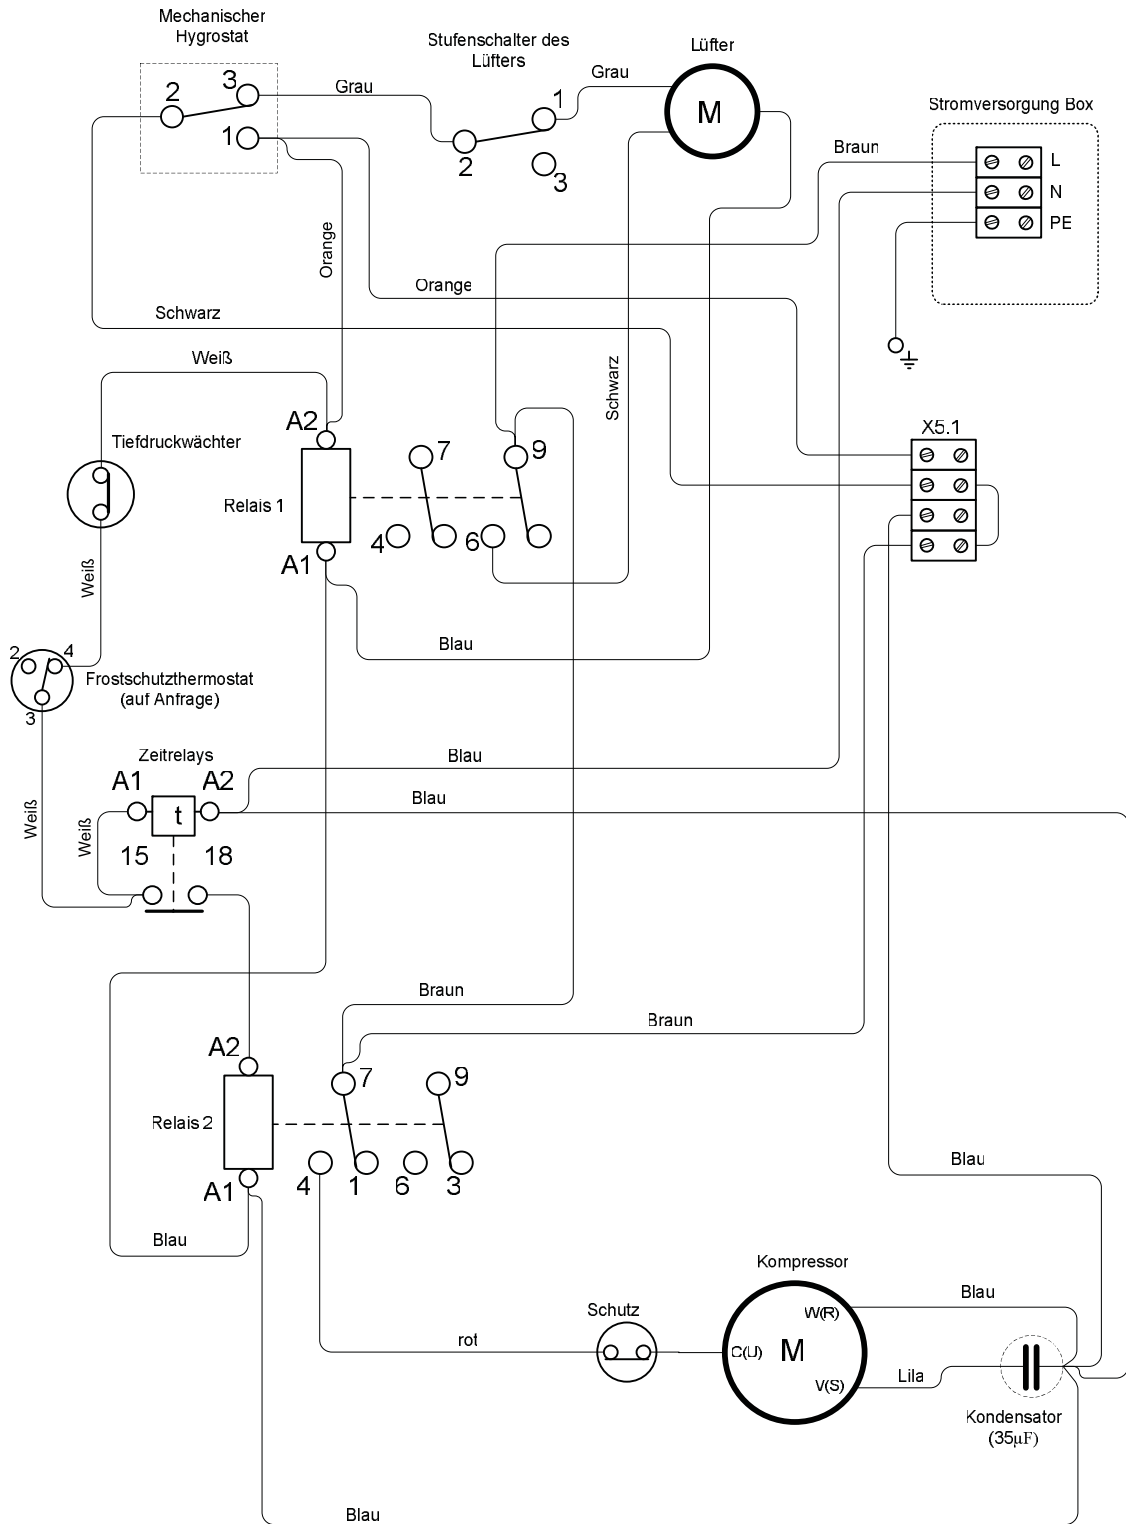 Mechanischer
Hygrostat
Stufenschalter des
Lüfters
Lüfter
Stromversorgung Box
2
3
1
Grau
2
1
3
Grau
M
Braun
L
N
PE
Orange
Orange
Schwarz
Weiß
Schwarz
X5.1
Tiefdruckwächter
A2
7
9
Relais 1
4
6
A1
Weiß
Blau
2
4
3
Frostschutzthermostat
(auf Anfrage)
Zeitrelays
Blau
A1
A2
Blau
t
Weiß
Weiß
15
18
Braun
Braun
A2
7
9
Relais 2
4
1
6
3
A1
Blau
Blau
Kompressor
Schutz
W(R)
Blau
rot
C(U)
M
V(S)
Lila
Kondensator
(35µF)
Blau